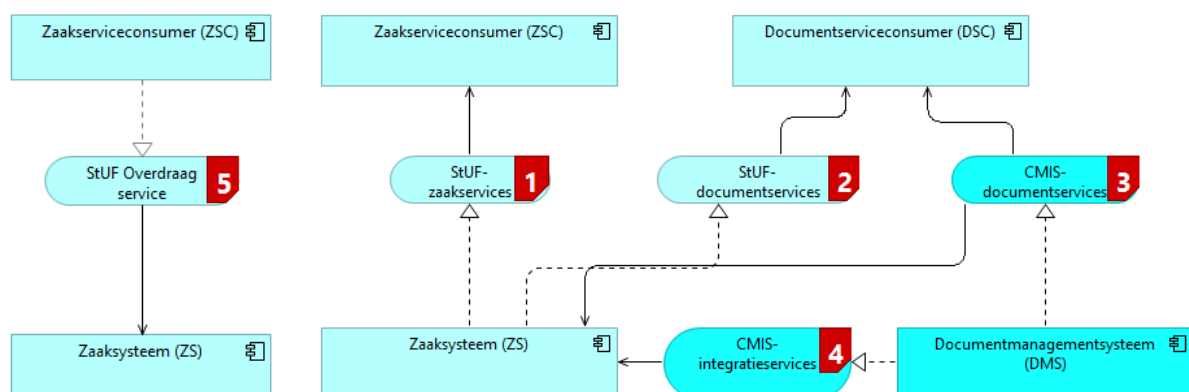 Zaakserviceconsumer (ZSC)
Zaakserviceconsumer (ZSC)
Documentserviceconsumer (DSC)
StUF Overdraag
service
5
StUF-
zaakservices
1
StUF-
documentservices
2
CMIS-
documentservices
3
Zaaksysteem (ZS)
Zaaksysteem (ZS)
CMIS-
integratieservices
4
Documentmanagementsysteem
(DMS)